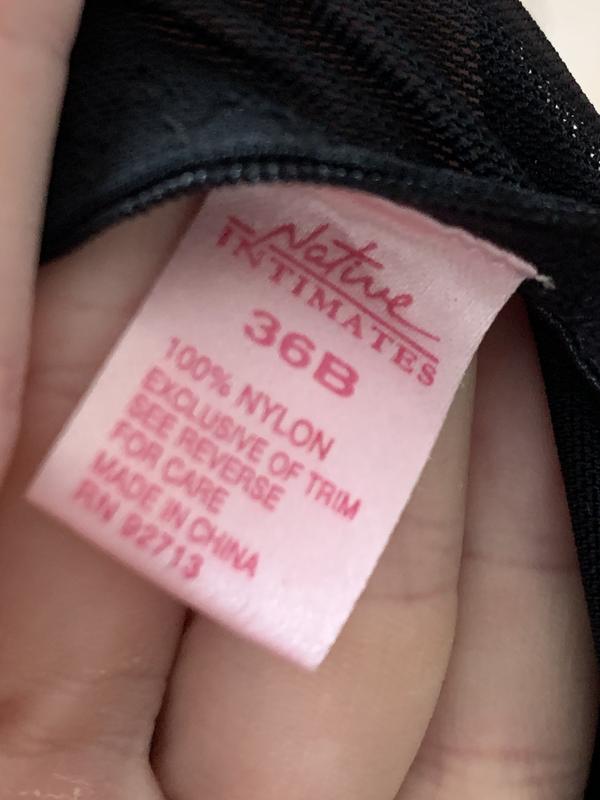 Native
INTIMATES
36B
100% NYLON
EXCLUSIVE OF TRIM
SEE REVERSE
FOR CARE
MADE IN CHINA
RN 92713